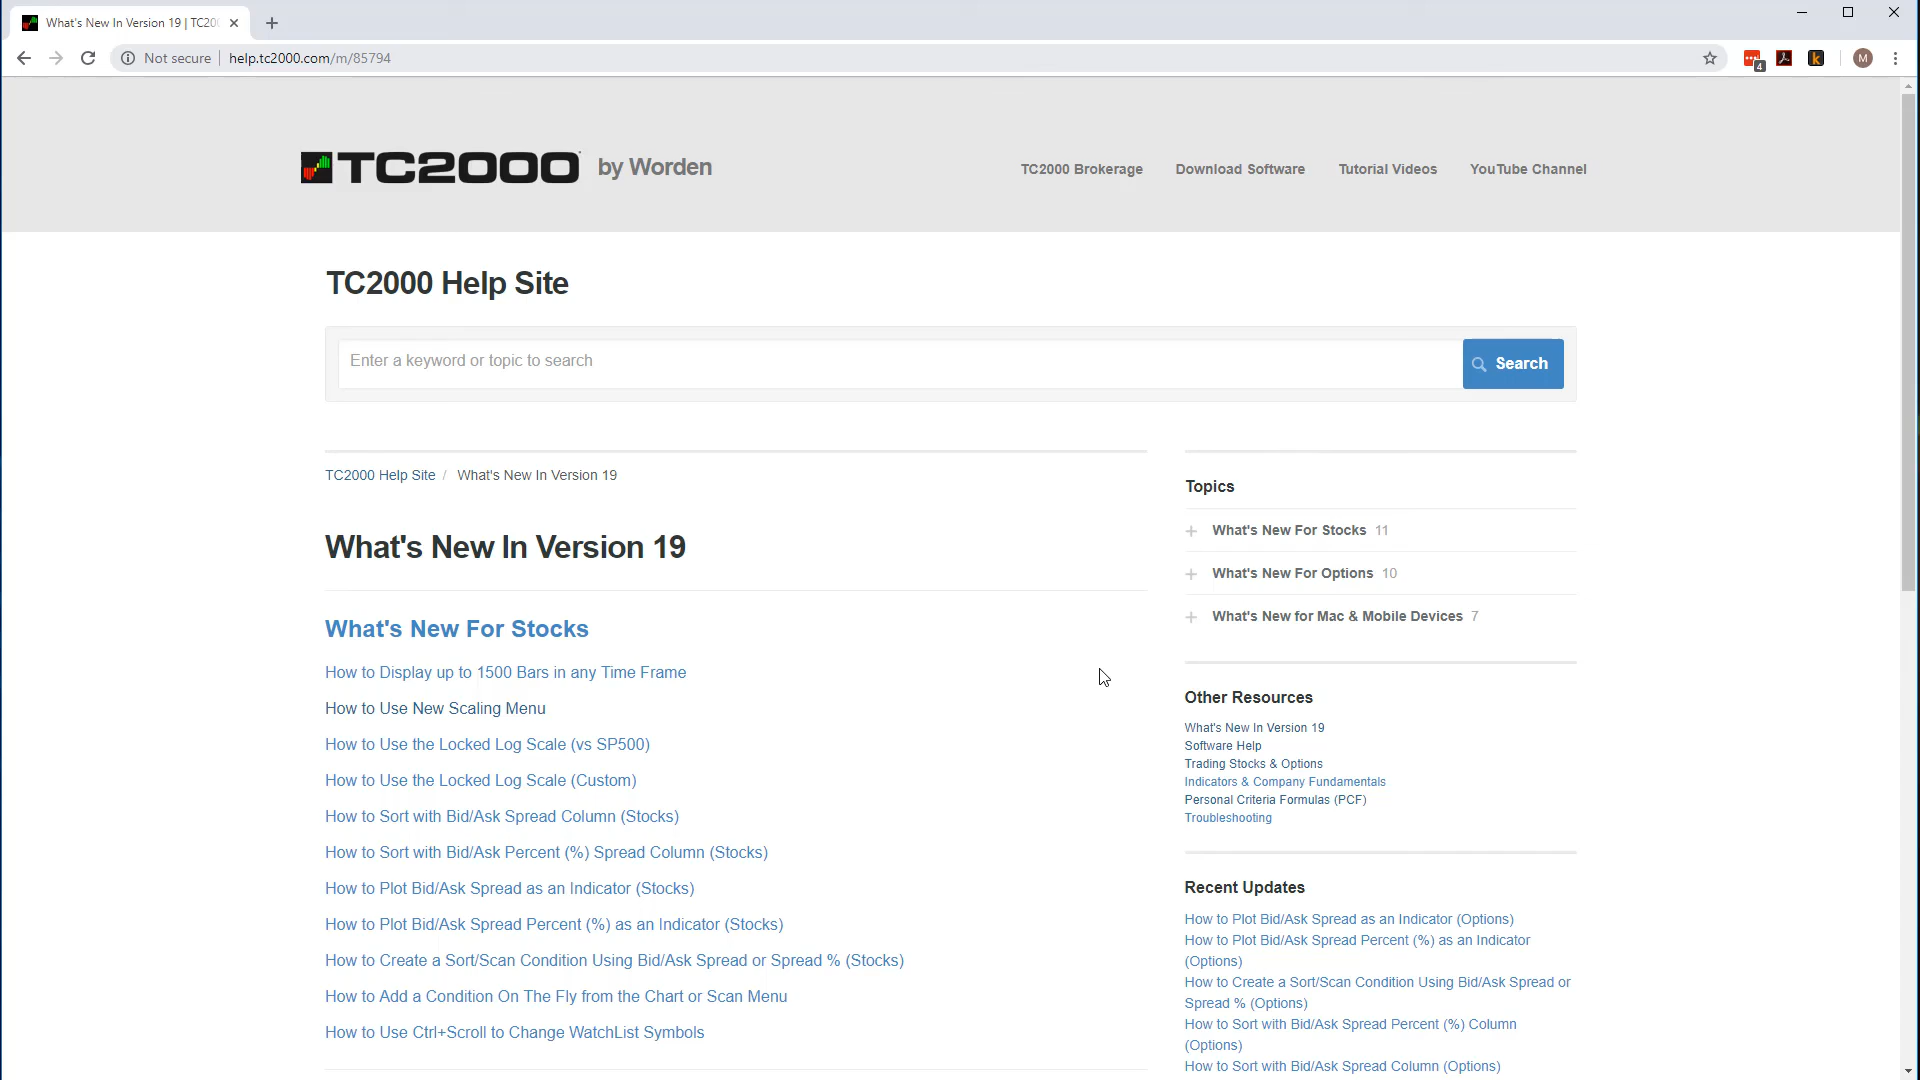 What's New In Version 19 | TC200
Not secure
help.tc2000.com/m/85794
4
k
M
TC2000 by Worden
TC2000 Brokerage
Download Software
Tutorial Videos
YouTube Channel
TC2000 Help Site
Enter a keyword or topic to search
Search
TC2000 Help Site / What's New In Version 19
What's New In Version 19
What's New For Stocks
How to Display up to 1500 Bars in any Time Frame
How to Use New Scaling Menu
How to Use the Locked Log Scale (vs SP500)
How to Use the Locked Log Scale (Custom)
How to Sort with Bid/Ask Spread Column (Stocks)
How to Sort with Bid/Ask Percent (%) Spread Column (Stocks)
How to Plot Bid/Ask Spread as an Indicator (Stocks)
How to Plot Bid/Ask Spread Percent (%) as an Indicator (Stocks)
How to Create a Sort/Scan Condition Using Bid/Ask Spread or Spread % (Stocks)
How to Add a Condition On The Fly from the Chart or Scan Menu
How to Use Ctrl+Scroll to Change WatchList Symbols
Topics
What's New For Stocks 11
What's New For Options 10
What's New for Mac & Mobile Devices 7
Other Resources
What's New In Version 19
Software Help
Trading Stocks & Options
Indicators & Company Fundamentals
Personal Criteria Formulas (PCF)
Troubleshooting
Recent Updates
How to Plot Bid/Ask Spread as an Indicator (Options)
How to Plot Bid/Ask Spread Percent (%) as an Indicator
(Options)
How to Create a Sort/Scan Condition Using Bid/Ask Spread or
Spread % (Options)
How to Sort with Bid/Ask Spread Percent (%) Column
(Options)
How to Sort with Bid/Ask Spread Column (Options)